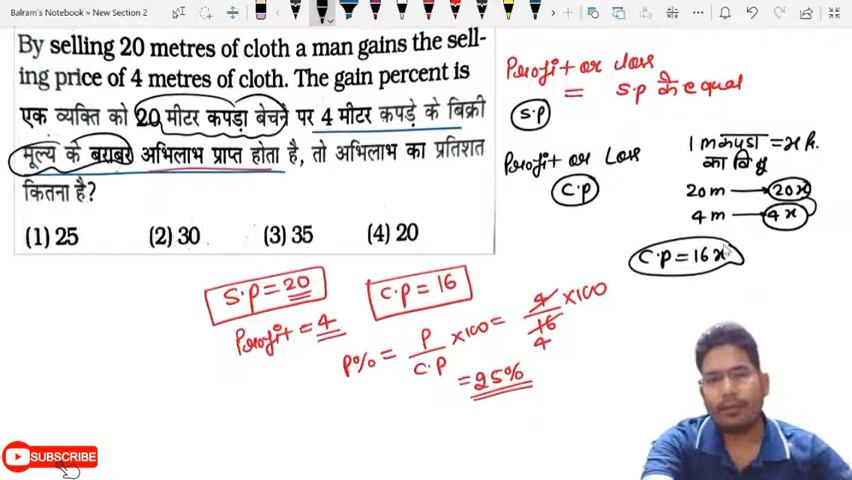 Balram's Notebook » New Section 2
By selling 20 metres of cloth a man gains the sell-
ing price of 4 metres of cloth. The gain percent is
एक व्यक्ति को 20 मीटर कपड़ा बेचने पर 4 मीटर कपड़े के बिक्री
मूल्य के बराबर अभिलाभ प्राप्त होता है, तो अभिलाभ का प्रतिशत
कितना है?
(1) 25 (2) 30 (3) 35 (4) 20
Profit or loss
= S.P के equal
S.P
Profit or Loss
C.P
1 m कपडा = x ₹.
का वि
20 m → 20x
4 m → 4x
C.P = 16x
S.P = 20
C.P = 16
Profit = 4
P% = P/C.P ×100 = 4/16 ×100
4
= 25%
SUBSCRIBE